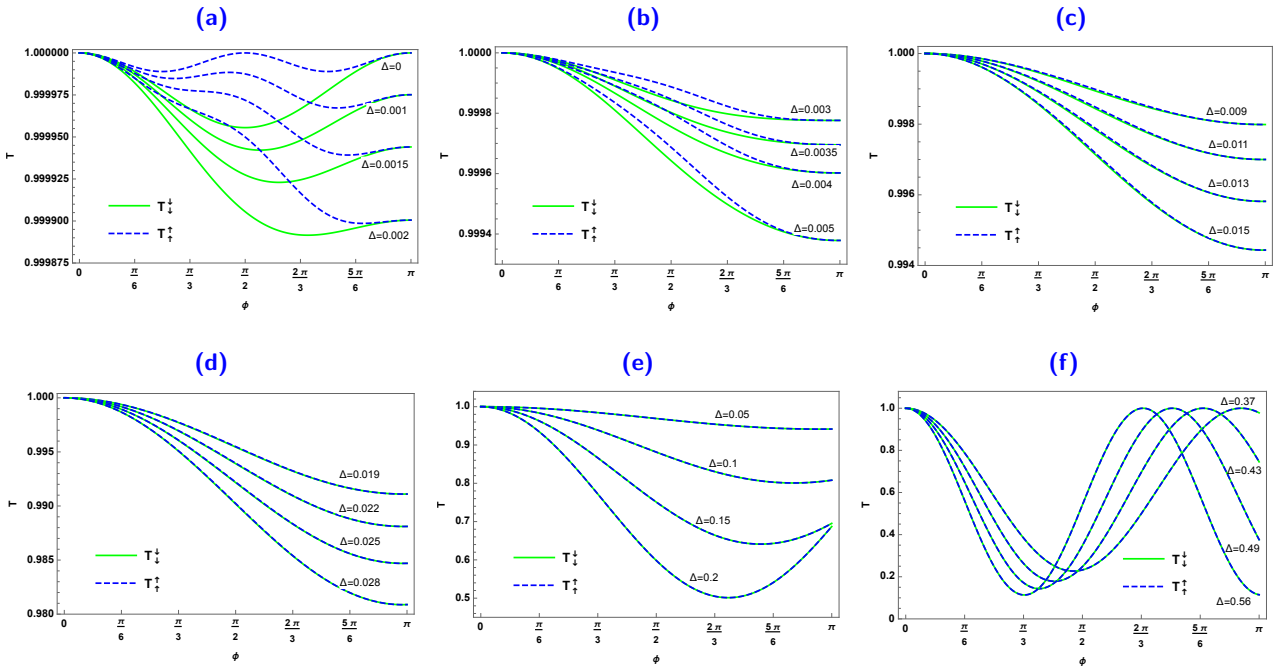 (a)
T
1.000000
0.999975
0.999950
0.999925
0.999900
0.999875
Δ=0
Δ=0.001
Δ=0.0015
Δ=0.002
T↓↓
T↑↑
0 π/6 π/3 π/2 2π/3 5π/6 π
ϕ
(b)
T
1.0000
0.9998
0.9996
0.9994
Δ=0.003
Δ=0.0035
Δ=0.004
Δ=0.005
T↓↓
T↑↑
0 π/6 π/3 π/2 2π/3 5π/6 π
ϕ
(c)
T
1.000
0.998
0.996
0.994
Δ=0.009
Δ=0.011
Δ=0.013
Δ=0.015
T↓↓
T↑↑
0 π/6 π/3 π/2 2π/3 5π/6 π
ϕ
(d)
T
1.000
0.995
0.990
0.985
0.980
Δ=0.019
Δ=0.022
Δ=0.025
Δ=0.028
T↓↓
T↑↑
0 π/6 π/3 π/2 2π/3 5π/6 π
ϕ
(e)
T
1.0
0.9
0.8
0.7
0.6
0.5
Δ=0.05
Δ=0.1
Δ=0.15
Δ=0.2
T↓↓
T↑↑
0 π/6 π/3 π/2 2π/3 5π/6 π
ϕ
(f)
T
1.0
0.8
0.6
0.4
0.2
0
Δ=0.37
Δ=0.43
Δ=0.49
Δ=0.56
T↓↓
T↑↑
0 π/6 π/3 π/2 2π/3 5π/6 π
ϕ